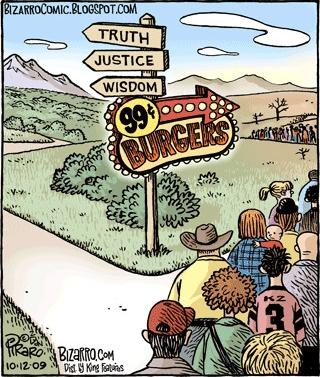 BIZARROCOMIC.BLOGSPOT.COM
TRUTH
JUSTICE
WISDOM
99¢
BURGERS
KZ
3
©Dan
PIRARO.
10·12·09
BIZARRO.COM
Dist. by King Features